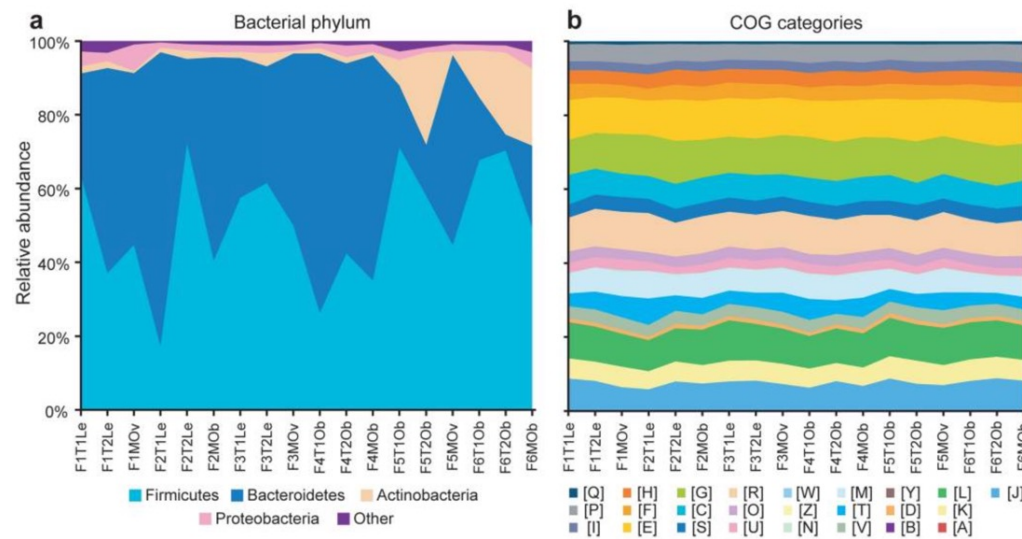 a
Bacterial phylum
Relative abundance
100%
80%
60%
40%
20%
0%
F1T1Le
F1T2Le
F1MOv
F2T1Le
F2T2Le
F2MOb
F3T1Le
F3T2Le
F3MOv
F4T1Ob
F4T2Ob
F4MOb
F5T1Ob
F5T2Ob
F5MOv
F6T1Ob
F6T2Ob
F6MOb
Firmicutes Bacteroidetes Actinobacteria
Proteobacteria Other
b
COG categories
F1T1Le
F1T2Le
F1MOv
F2T1Le
F2T2Le
F2MOb
F3T1Le
F3T2Le
F3MOv
F4T1Ob
F4T2Ob
F4MOb
F5T1Ob
F5T2Ob
F5MOv
F6T1Ob
F6T2Ob
F6MOb
[Q] [H] [G] [R] [W] [M] [Y] [L] [J]
[P] [F] [C] [O] [Z] [T] [D] [K]
[I] [E] [S] [U] [N] [V] [B] [A]